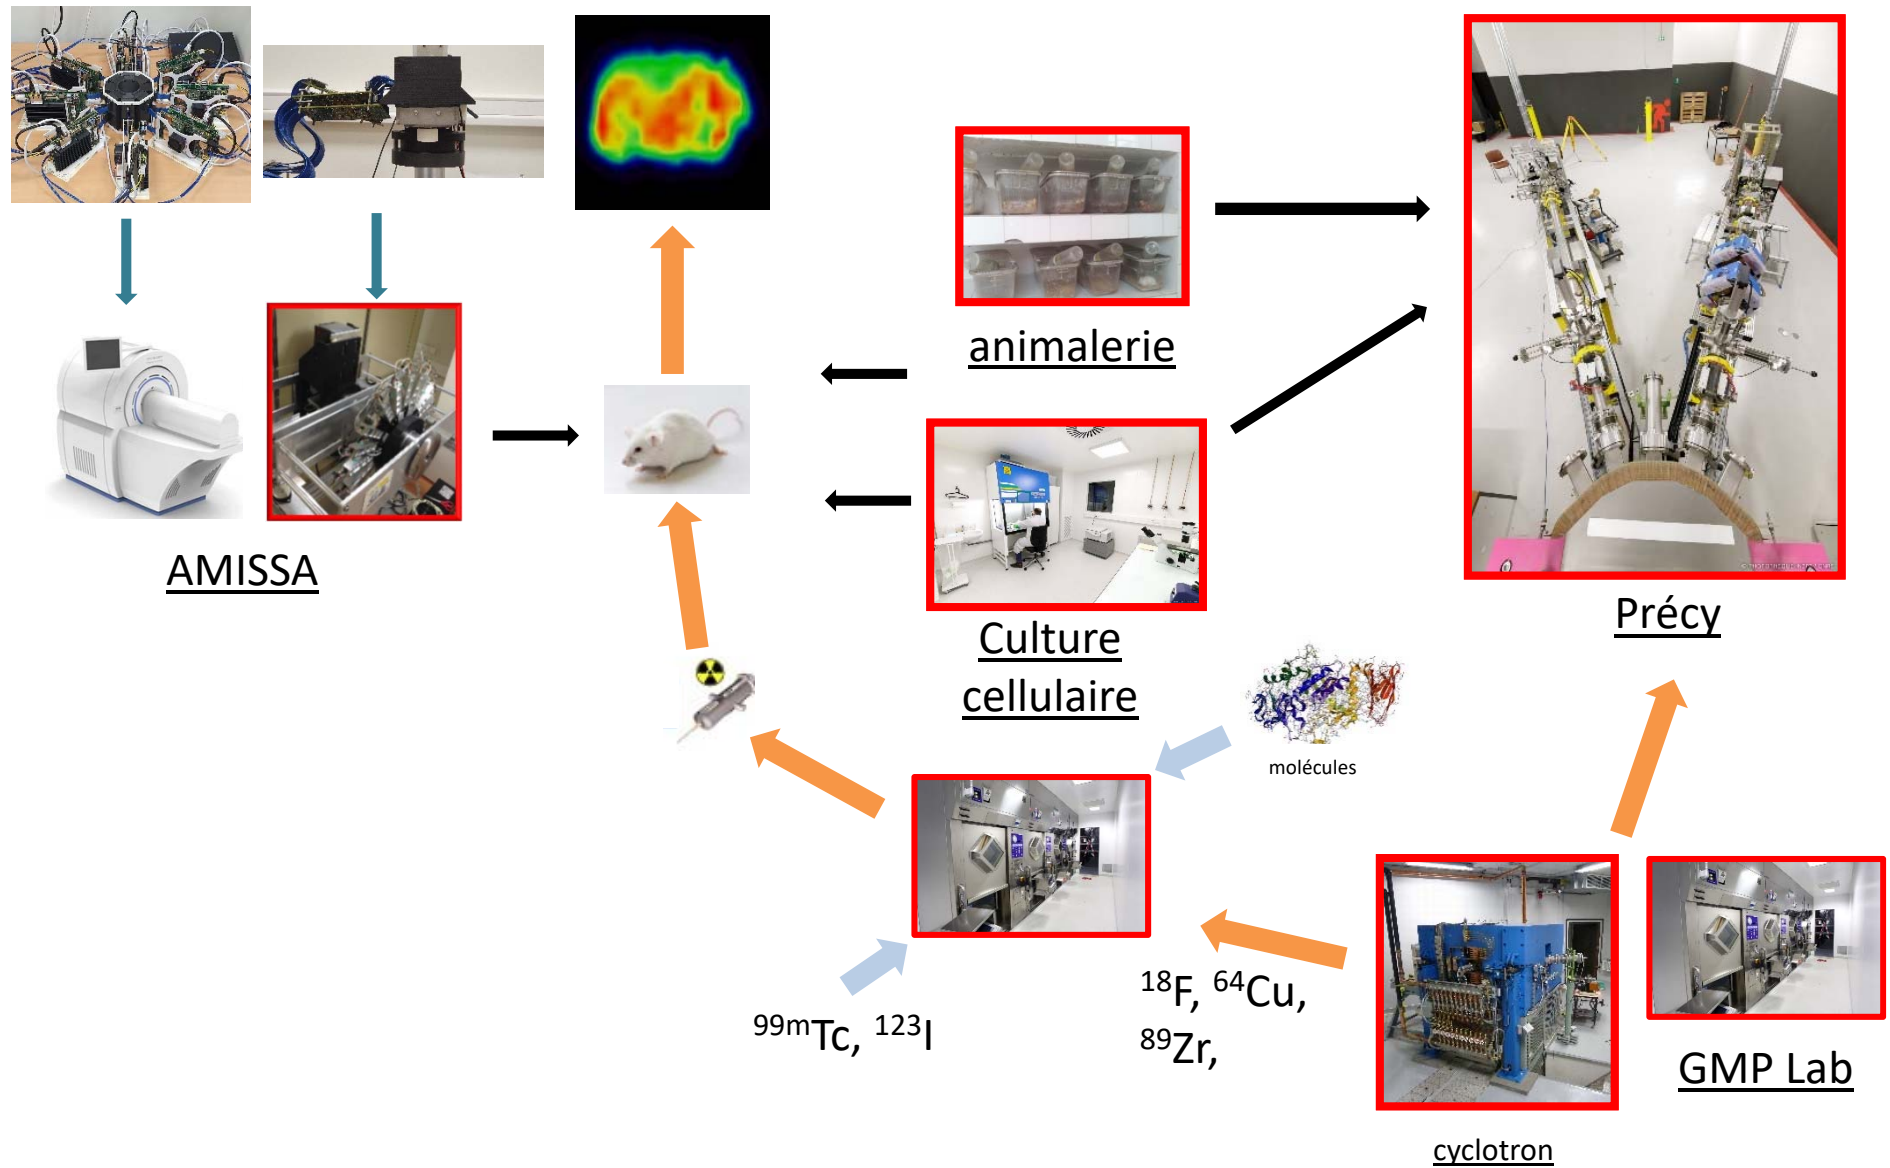 animalerie
AMISSA
Culture
cellulaire
Précy
molécules
99mTc, 123I
18F, 64Cu,
89Zr,
GMP Lab
cyclotron